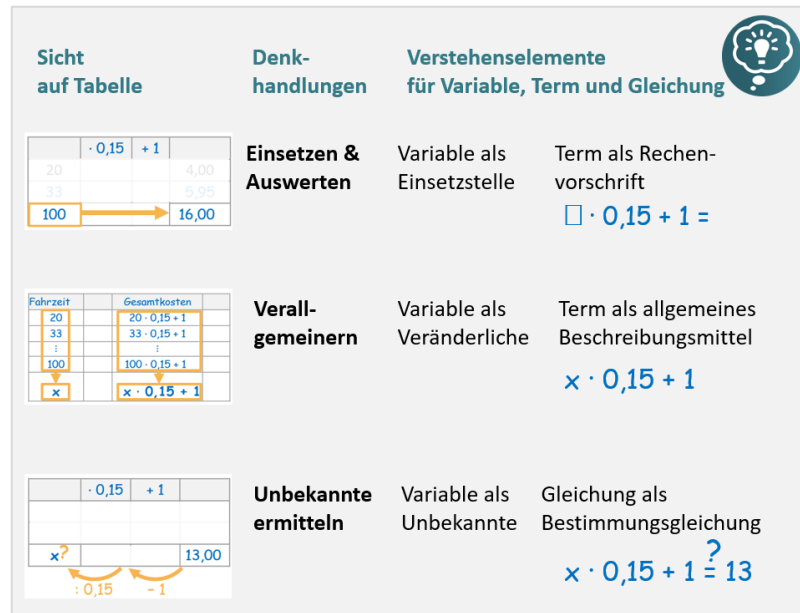 Sicht
auf Tabelle
Denk-
handlungen
Verstehenselemente
für Variable, Term und Gleichung
· 0,15 + 1
20 4,00
33 5,95
100 16,00
Einsetzen &
Auswerten
Variable als
Einsetzstelle
Term als Rechen-
vorschrift
□ · 0,15 + 1 =
Fahrzeit Gesamtkosten
20 20 · 0,15 + 1
33 33 · 0,15 + 1
⋮ ⋮
100 100 · 0,15 + 1
x x · 0,15 + 1
Verall-
gemeinern
Variable als
Veränderliche
Term als allgemeines
Beschreibungsmittel
x · 0,15 + 1
· 0,15 + 1
x? 13,00
: 0,15 - 1
Unbekannte
ermitteln
Variable als
Unbekannte
Gleichung als
Bestimmungsgleichung
?
x · 0,15 + 1 = 13